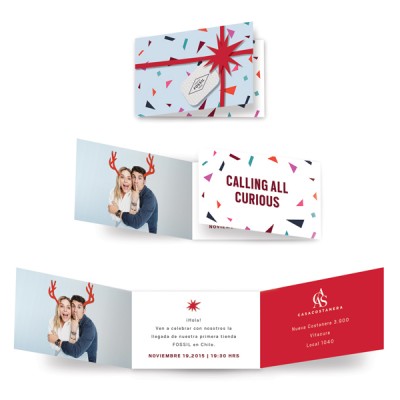 CALLING ALL
CURIOUS
¡Hola!
Ven a celebrar con nosotros la
llegada de nuestra primera tienda
FOSSIL en Chile.
NOVIEMBRE 19,2015 / 19:30 HRS
CASACOSTANERA
Nueva Costanera 3.900
Vitacura
Local 1040